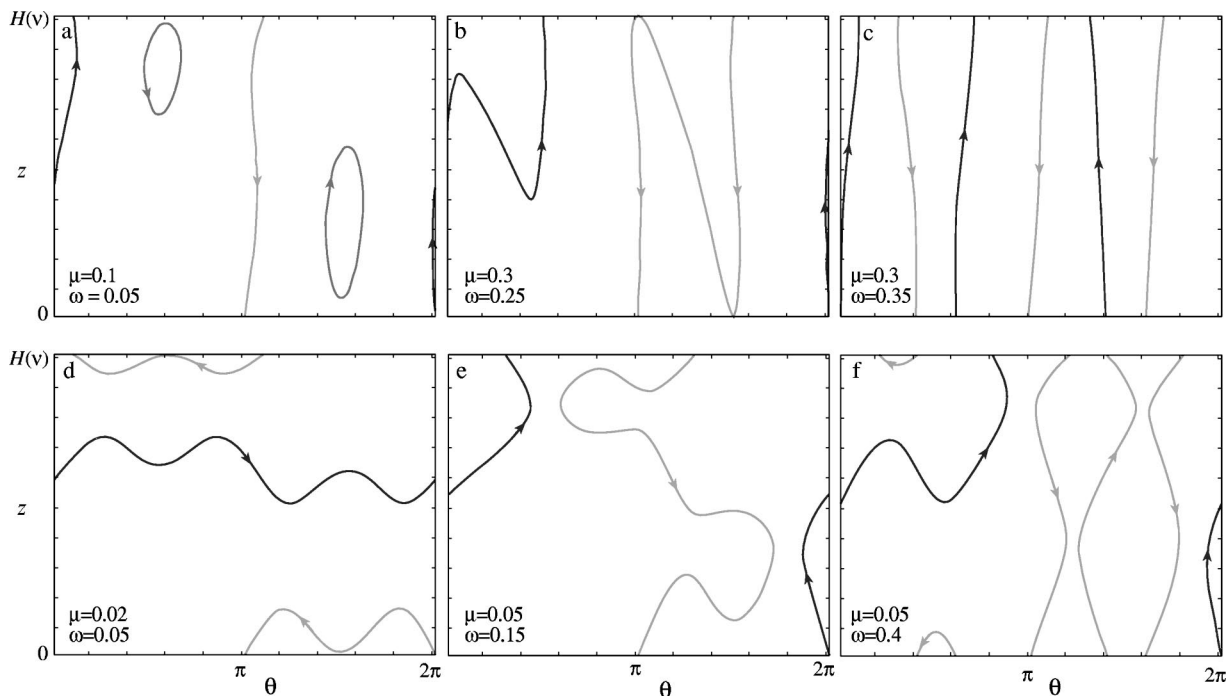 H(ν)
a
b
c
z
μ=0.1
ω = 0.05
μ=0.3
ω=0.25
μ=0.3
ω=0.35
0
H(ν)
d
e
f
z
μ=0.02
ω=0.05
μ=0.05
ω=0.15
μ=0.05
ω=0.4
0
π
2π
π
2π
π
2π
θ
θ
θ